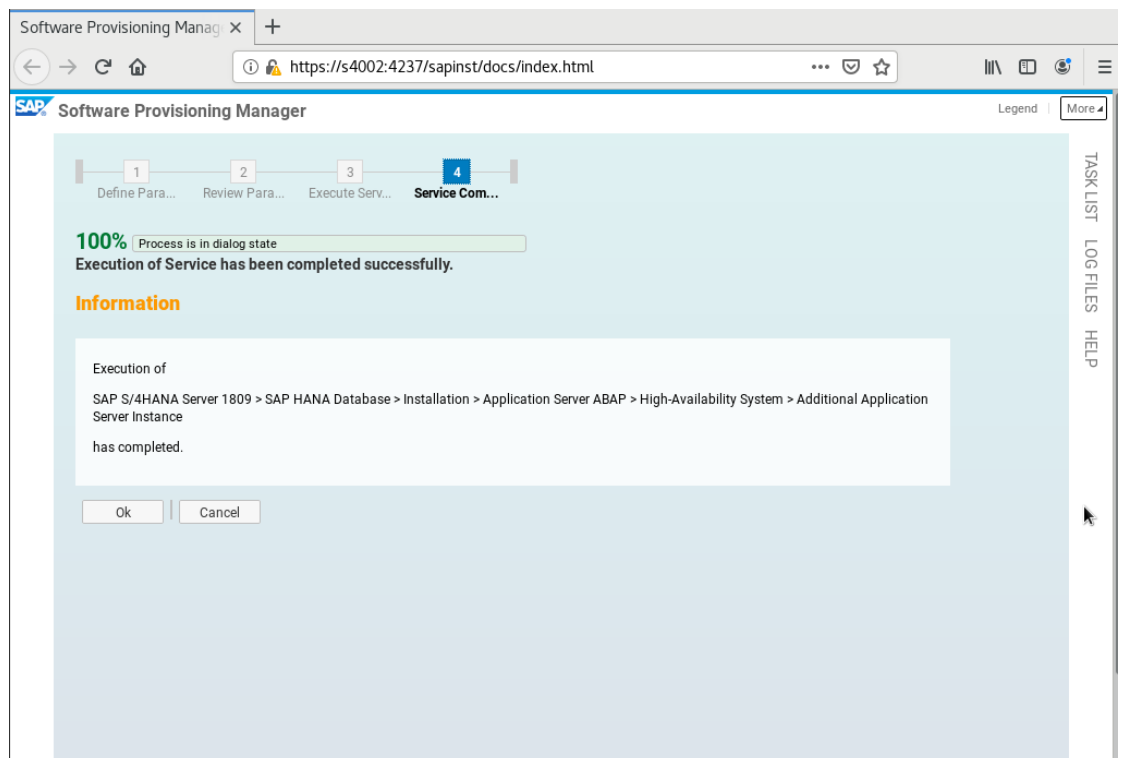 Software Provisioning Manag
https://s4002:4237/sapinst/docs/index.html
SAP Software Provisioning Manager
Legend
More
1
2
3
4
Define Para...
Review Para...
Execute Serv...
Service Com...
100% Process is in dialog state
Execution of Service has been completed successfully.
Information
Execution of
SAP S/4HANA Server 1809 > SAP HANA Database > Installation > Application Server ABAP > High-Availability System > Additional Application
Server Instance
has completed.
Ok
Cancel
TASK LIST
LOG FILES
HELP